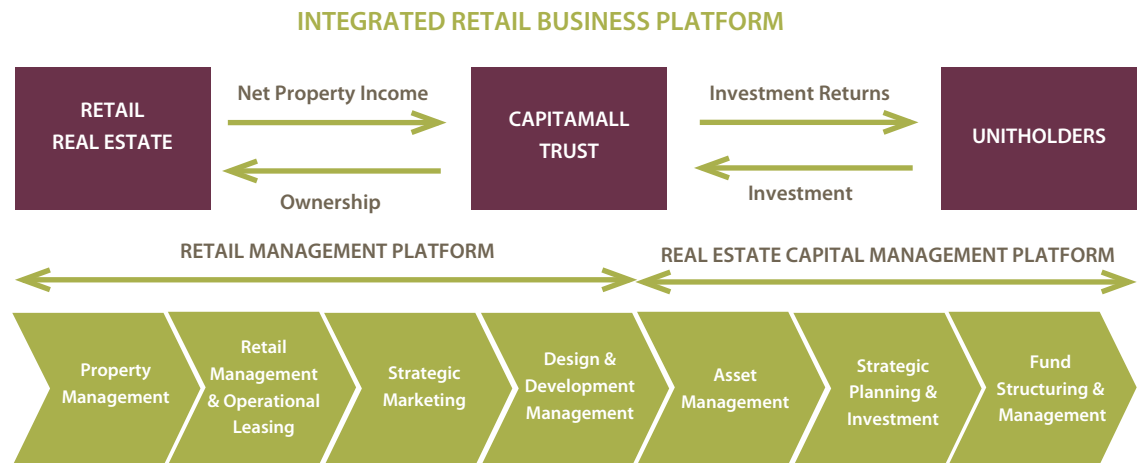 INTEGRATED RETAIL BUSINESS PLATFORM
RETAIL
REAL ESTATE
Net Property Income
Ownership
CAPITAMALL
TRUST
Investment Returns
Investment
UNITHOLDERS
RETAIL MANAGEMENT PLATFORM
REAL ESTATE CAPITAL MANAGEMENT PLATFORM
Property
Management
Retail
Management
& Operational
Leasing
Strategic
Marketing
Design &
Development
Management
Asset
Management
Strategic
Planning &
Investment
Fund
Structuring &
Management